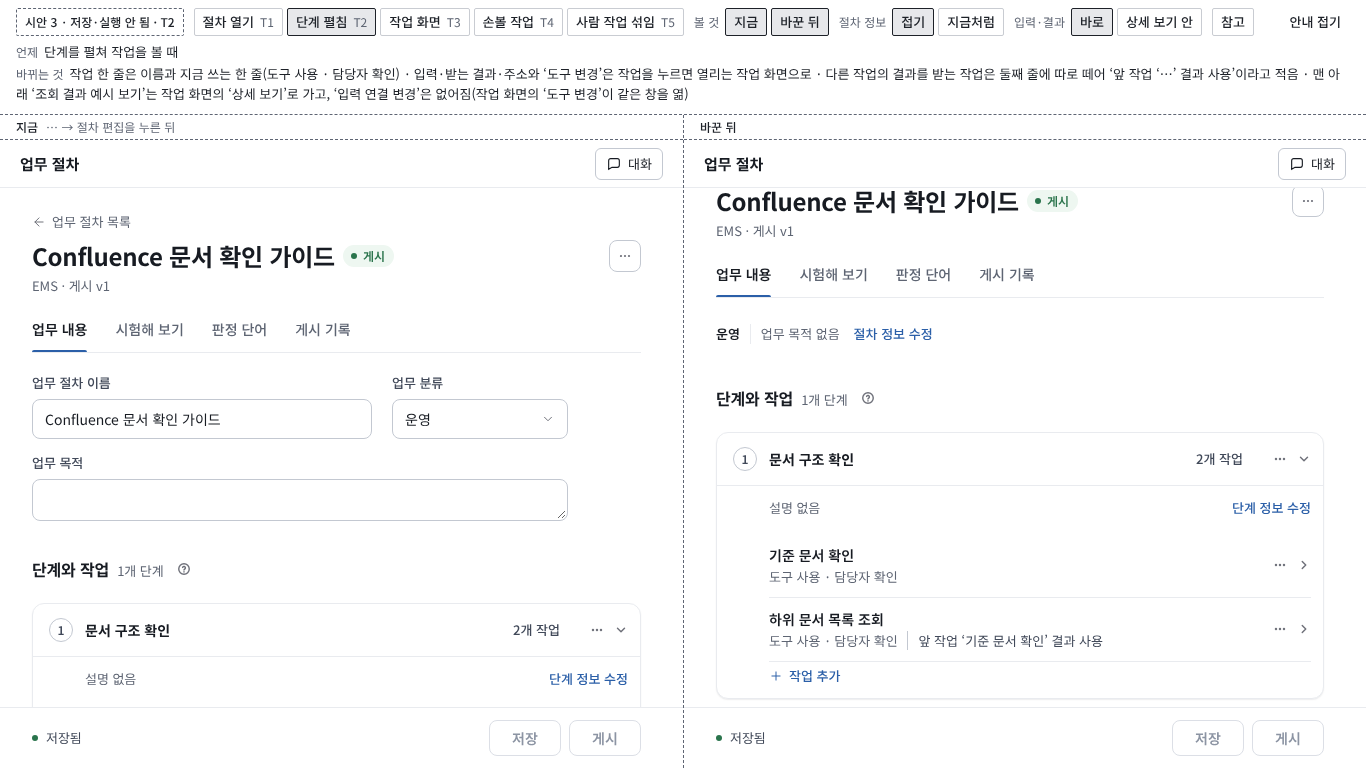 시안 3 · 저장·실행 안 됨 · T2 절차 열기 T1 단계 펼침 T2 작업 화면 T3 손볼 작업 T4 사람 작업 섞임 T5 볼 것 지금 바꾼 뒤 절차 정보 접기 지금처럼 입력·결과 바로 상세 보기 안 참고 안내 접기
언제 단계를 펼쳐 작업을 볼 때
바뀌는 것 작업 한 줄은 이름과 지금 쓰는 한 줄(도구 사용 · 담당자 확인) · 입력·받는 결과·주소와 ‘도구 변경’은 작업을 누르면 열리는 작업 화면으로 · 다른 작업의 결과를 받는 작업은 둘째 줄에 따로 떼어 ‘앞 작업 ‘…’ 결과 사용’이라고 적음 · 맨 아
래 ‘조회 결과 예시 보기’는 작업 화면의 ‘상세 보기’로 가고, ‘입력 연결 변경’은 없어짐(작업 화면의 ‘도구 변경’이 같은 창을 엶)
지금 ··· → 절차 편집을 누른 뒤
업무 절차
대화
← 업무 절차 목록
Confluence 문서 확인 가이드 게시
···
EMS · 게시 v1
업무 내용 시험해 보기 판정 단어 게시 기록
업무 절차 이름 업무 분류
Confluence 문서 확인 가이드 운영
업무 목적
단계와 작업 1개 단계
1 문서 구조 확인 2개 작업 ···
설명 없음 단계 정보 수정
저장됨 저장 게시
바꾼 뒤
업무 절차
대화
Confluence 문서 확인 가이드 게시
···
EMS · 게시 v1
업무 내용 시험해 보기 판정 단어 게시 기록
운영 업무 목적 없음 절차 정보 수정
단계와 작업 1개 단계
1 문서 구조 확인 2개 작업 ···
설명 없음 단계 정보 수정
기준 문서 확인
도구 사용 · 담당자 확인 ···
하위 문서 목록 조회
도구 사용 · 담당자 확인 앞 작업 ‘기준 문서 확인’ 결과 사용 ···
+ 작업 추가
저장됨 저장 게시